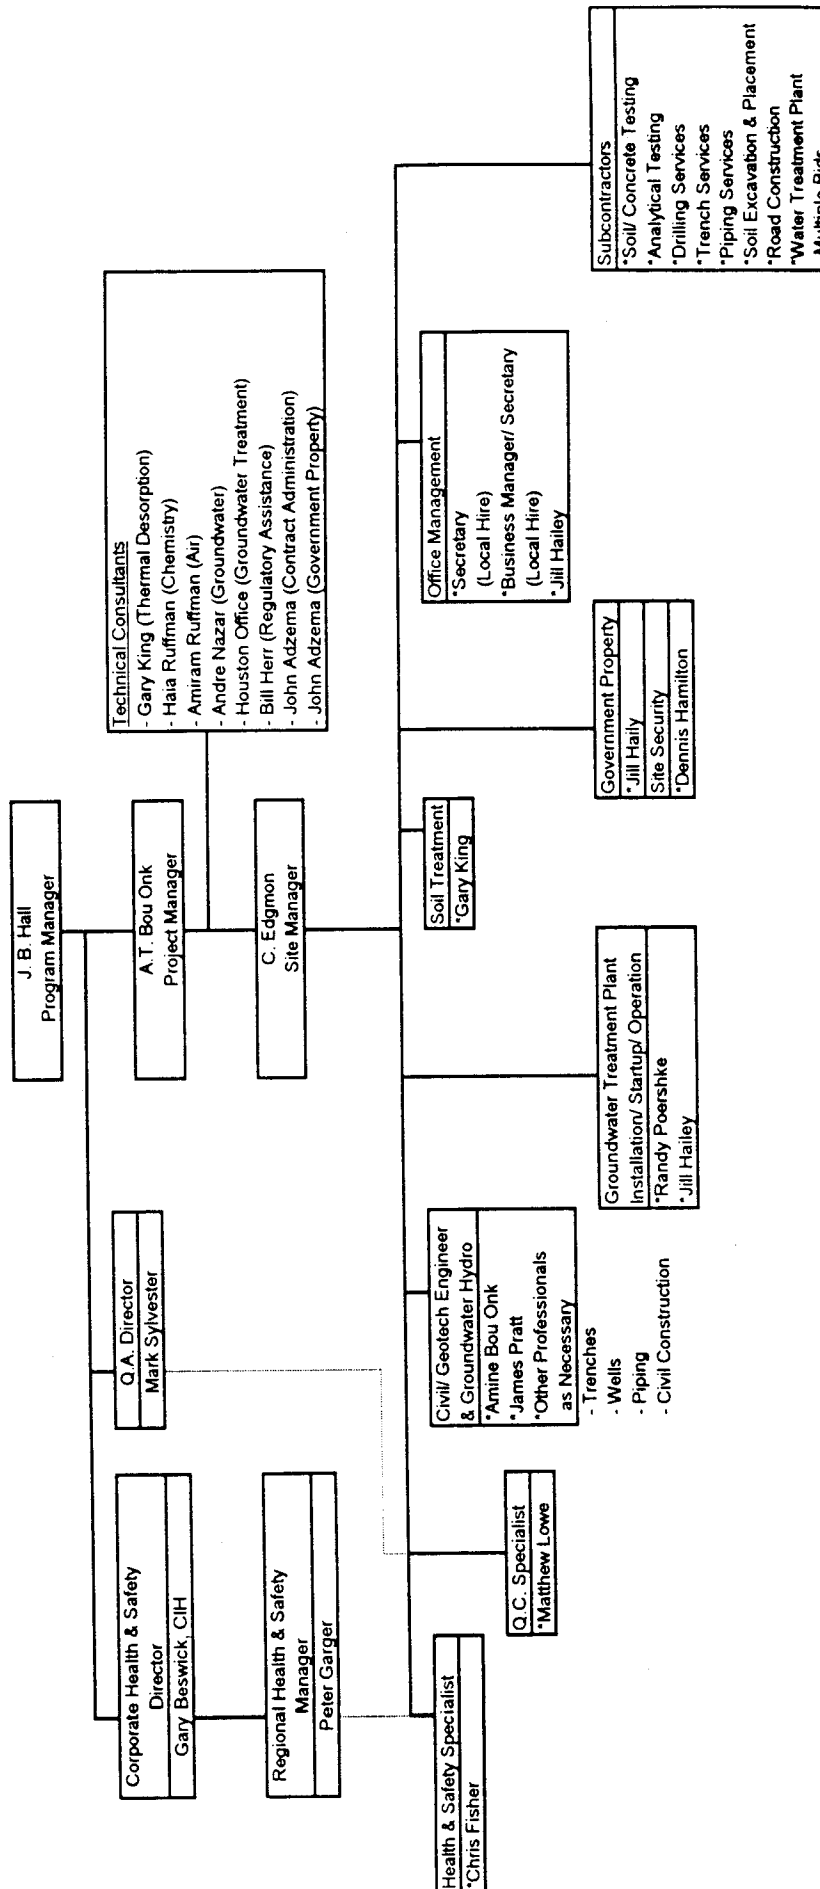 J. B. Hall
Program Manager
Corporate Health & Safety
Director
Gary Beswick, CIH
Q.A. Director
Mark Sylvester
A.T. Bou Onk
Project Manager
Technical Consultants
- Gary King (Thermal Desorption)
- Haia Ruffman (Chemistry)
- Amiram Ruffman (Air)
- Andre Nazar (Groundwater)
- Houston Office (Groundwater Treatment)
- Bill Herr (Regulatory Assistance)
- John Adzema (Contract Administration)
- John Adzema (Government Property)
Regional Health & Safety
Manager
Peter Garger
C. Edgmon
Site Manager
Health & Safety Specialist
*Chris Fisher
Q.C. Specialist
*Matthew Lowe
Civil/ Geotech Engineer
& Groundwater Hydro
*Amine Bou Onk
*James Pratt
*Other Professionals
as Necessary
- Trenches
- Wells
- Piping
- Civil Construction
Groundwater Treatment Plant
Installation/ Startup/ Operation
*Randy Poershke
*Jill Hailey
Soil Treatment
*Gary King
Government Property
*Jill Haily
Site Security
*Dennis Hamilton
Office Management
*Secretary
(Local Hire)
*Business Manager/ Secretary
(Local Hire)
*Jill Hailey
Subcontractors
*Soil/ Concrete Testing
*Analytical Testing
*Drilling Services
*Trench Services
*Piping Services
*Soil Excavation & Placement
*Road Construction
*Water Treatment Plant
Multiple Bids